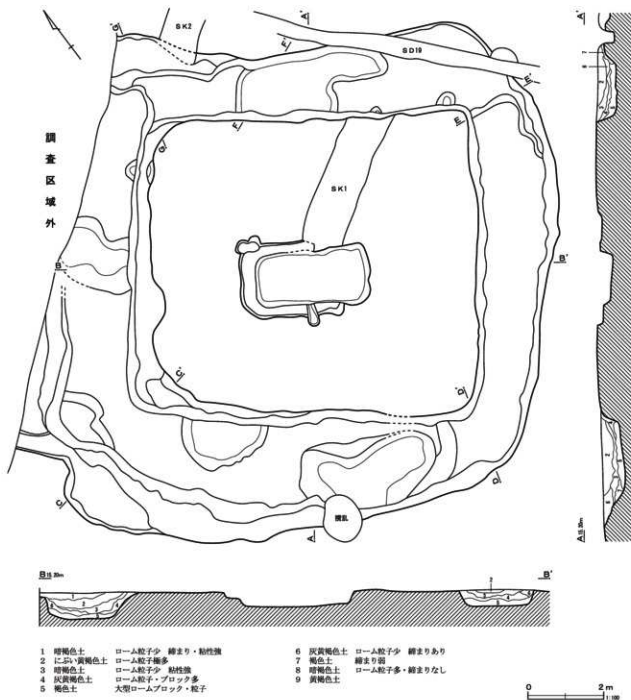 A'
SK2
G'
F'
SD19
E'
F
E
G
SK1
調査区域外
B
B'
C'
D'
C
D
A
攪乱
A'
7
8
A 15.20m
B 15.20m
B'
1 暗褐色土 ローム粒子少 締まり・粘性強
2 にぶい黄褐色土 ローム粒極多
3 暗褐色土 ローム粒子少 粘性強
4 灰黄褐色土 ローム粒子・ブロック多
5 褐色土 大型ロームブロック・粒子
6 灰黄褐色土 ローム粒子少 締まりあり
7 褐色土 締まり弱
8 暗褐色土 ローム粒子多・締まりなし
9 黄褐色土
0 2m
1:100